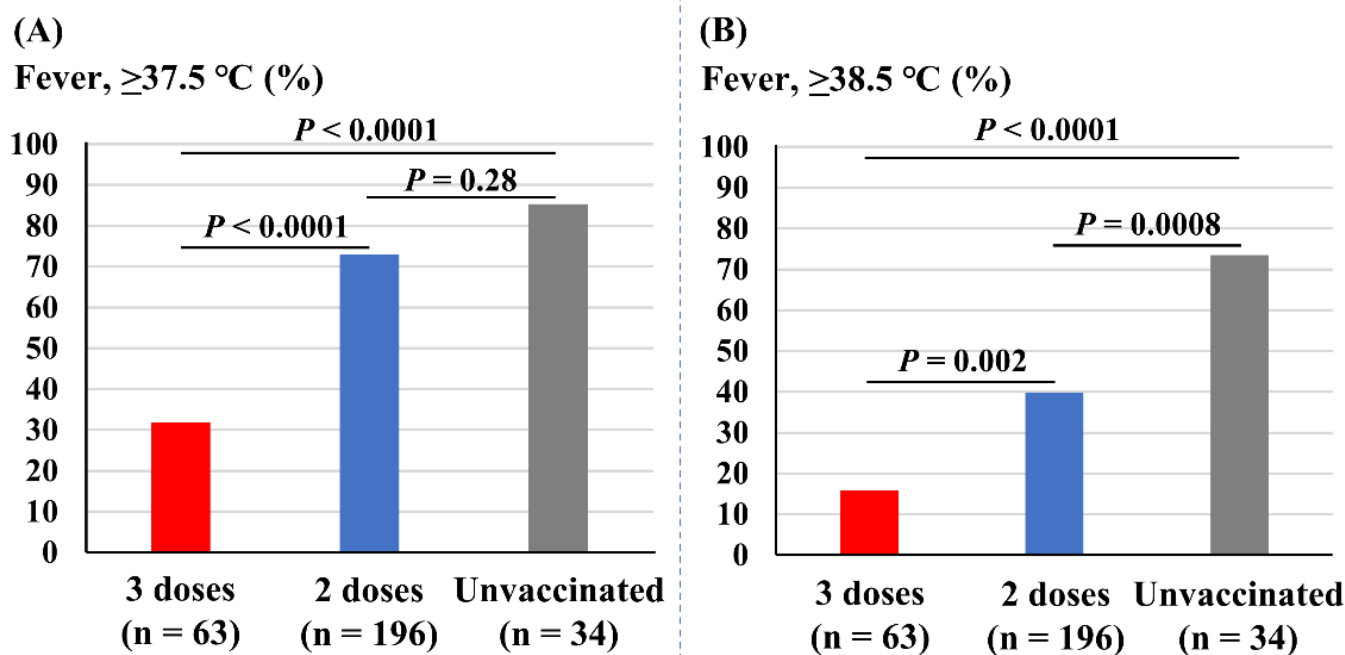 (A)
Fever, ≥37.5 ℃ (%)
P < 0.0001
P = 0.28
P < 0.0001
100
90
80
70
60
50
40
30
20
10
0
3 doses
(n = 63)
2 doses
(n = 196)
Unvaccinated
(n = 34)
(B)
Fever, ≥38.5 ℃ (%)
P < 0.0001
P = 0.0008
P = 0.002
100
90
80
70
60
50
40
30
20
10
0
3 doses
(n = 63)
2 doses
(n = 196)
Unvaccinated
(n = 34)